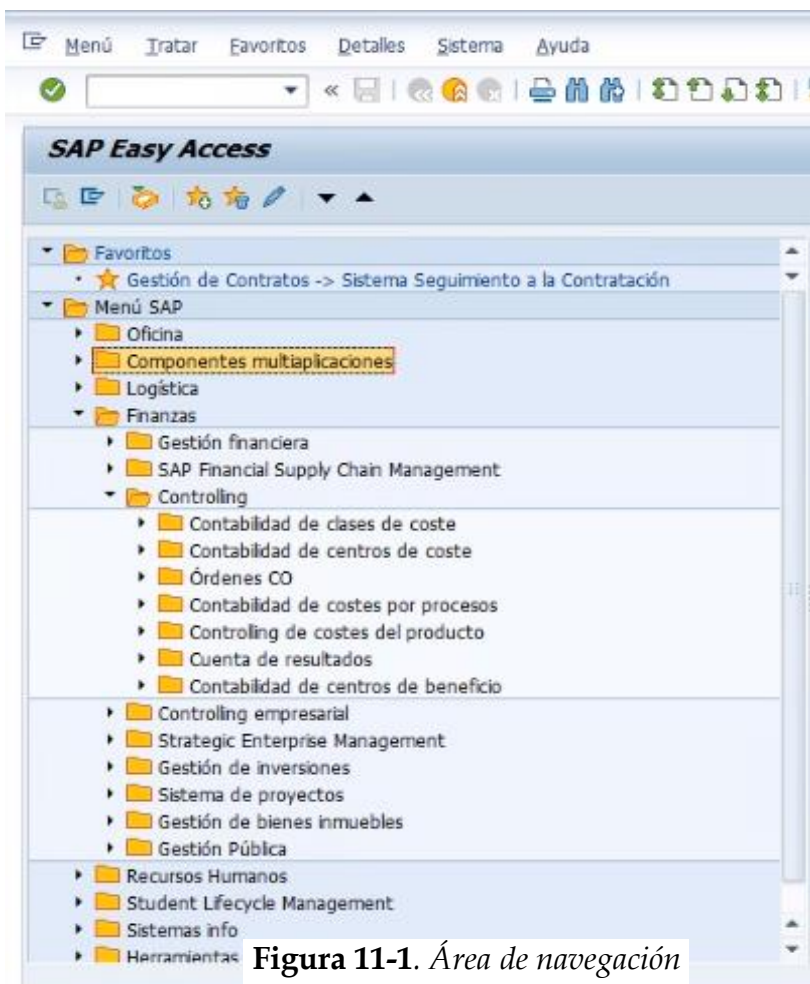 Menú Tratar Favoritos Detalles Sistema Ayuda
SAP Easy Access
Favoritos
Gestión de Contratos -> Sistema Seguimiento a la Contratación
Menú SAP
Oficina
Componentes multiaplicaciones
Logística
Finanzas
Gestión financiera
SAP Financial Supply Chain Management
Controling
Contabilidad de clases de coste
Contabilidad de centros de coste
Órdenes CO
Contabilidad de costes por procesos
Controling de costes del producto
Cuenta de resultados
Contabilidad de centros de beneficio
Controling empresarial
Strategic Enterprise Management
Gestión de inversiones
Sistema de proyectos
Gestión de bienes inmuebles
Gestión Pública
Recursos Humanos
Student Lifecycle Management
Sistemas info
Herramientas
Figura 11-1. Área de navegación